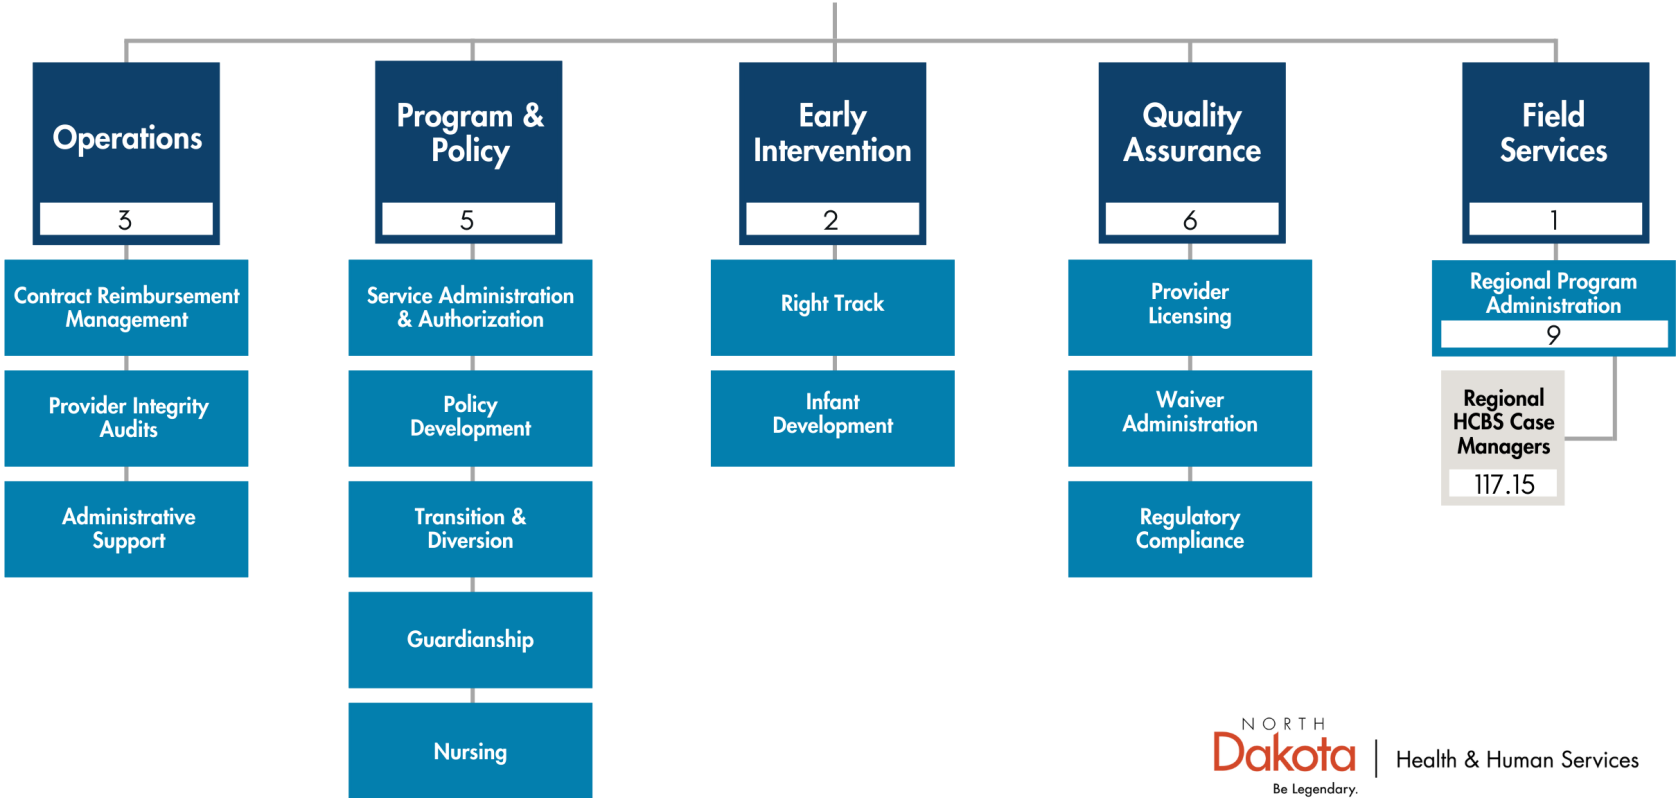 Operations
3
Contract Reimbursement
Management
Provider Integrity
Audits
Administrative
Support
Program &
Policy
5
Service Administration
& Authorization
Policy
Development
Transition &
Diversion
Guardianship
Nursing
Early
Intervention
2
Right Track
Infant
Development
Quality
Assurance
6
Provider
Licensing
Waiver
Administration
Regulatory
Compliance
Field
Services
1
Regional Program
Administration
9
Regional
HCBS Case
Managers
117.15
NORTH
Dakota
Be Legendary.
Health & Human Services